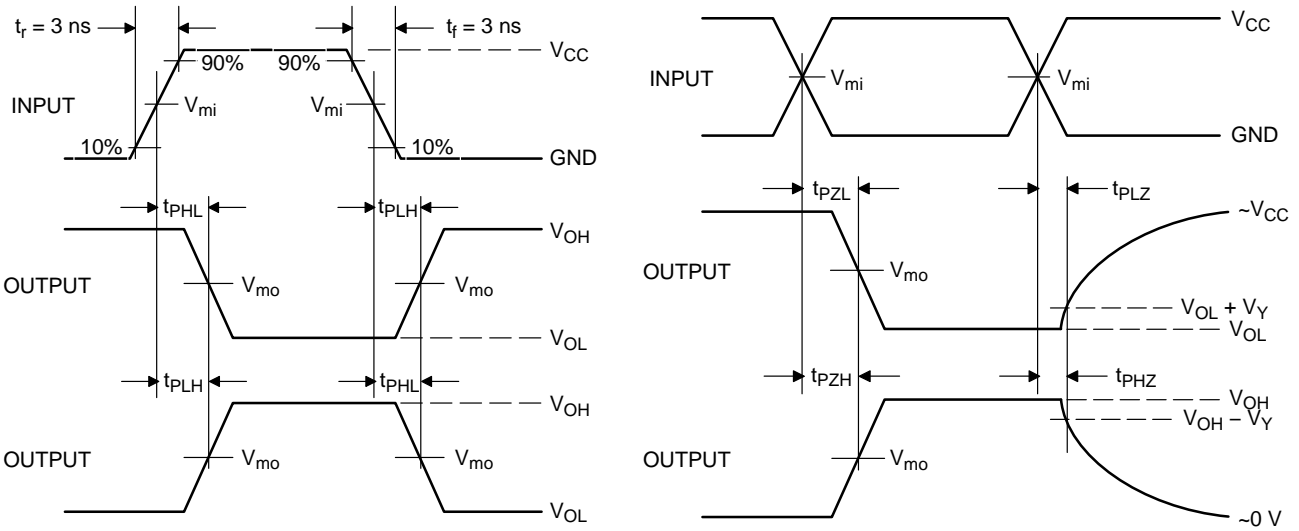 t_r = 3 ns
t_f = 3 ns
V_CC
90%
90%
INPUT
V_mi
V_mi
10%
10%
GND
t_PHL
t_PLH
V_OH
OUTPUT
V_mo
V_mo
V_OL
t_PLH
t_PHL
V_OH
OUTPUT
V_mo
V_mo
V_OL
V_CC
INPUT
V_mi
V_mi
GND
t_PZL
t_PLZ
~V_CC
OUTPUT
V_mo
V_OL + V_Y
V_OL
t_PZH
t_PHZ
V_OH
V_OH – V_Y
OUTPUT
V_mo
~0 V